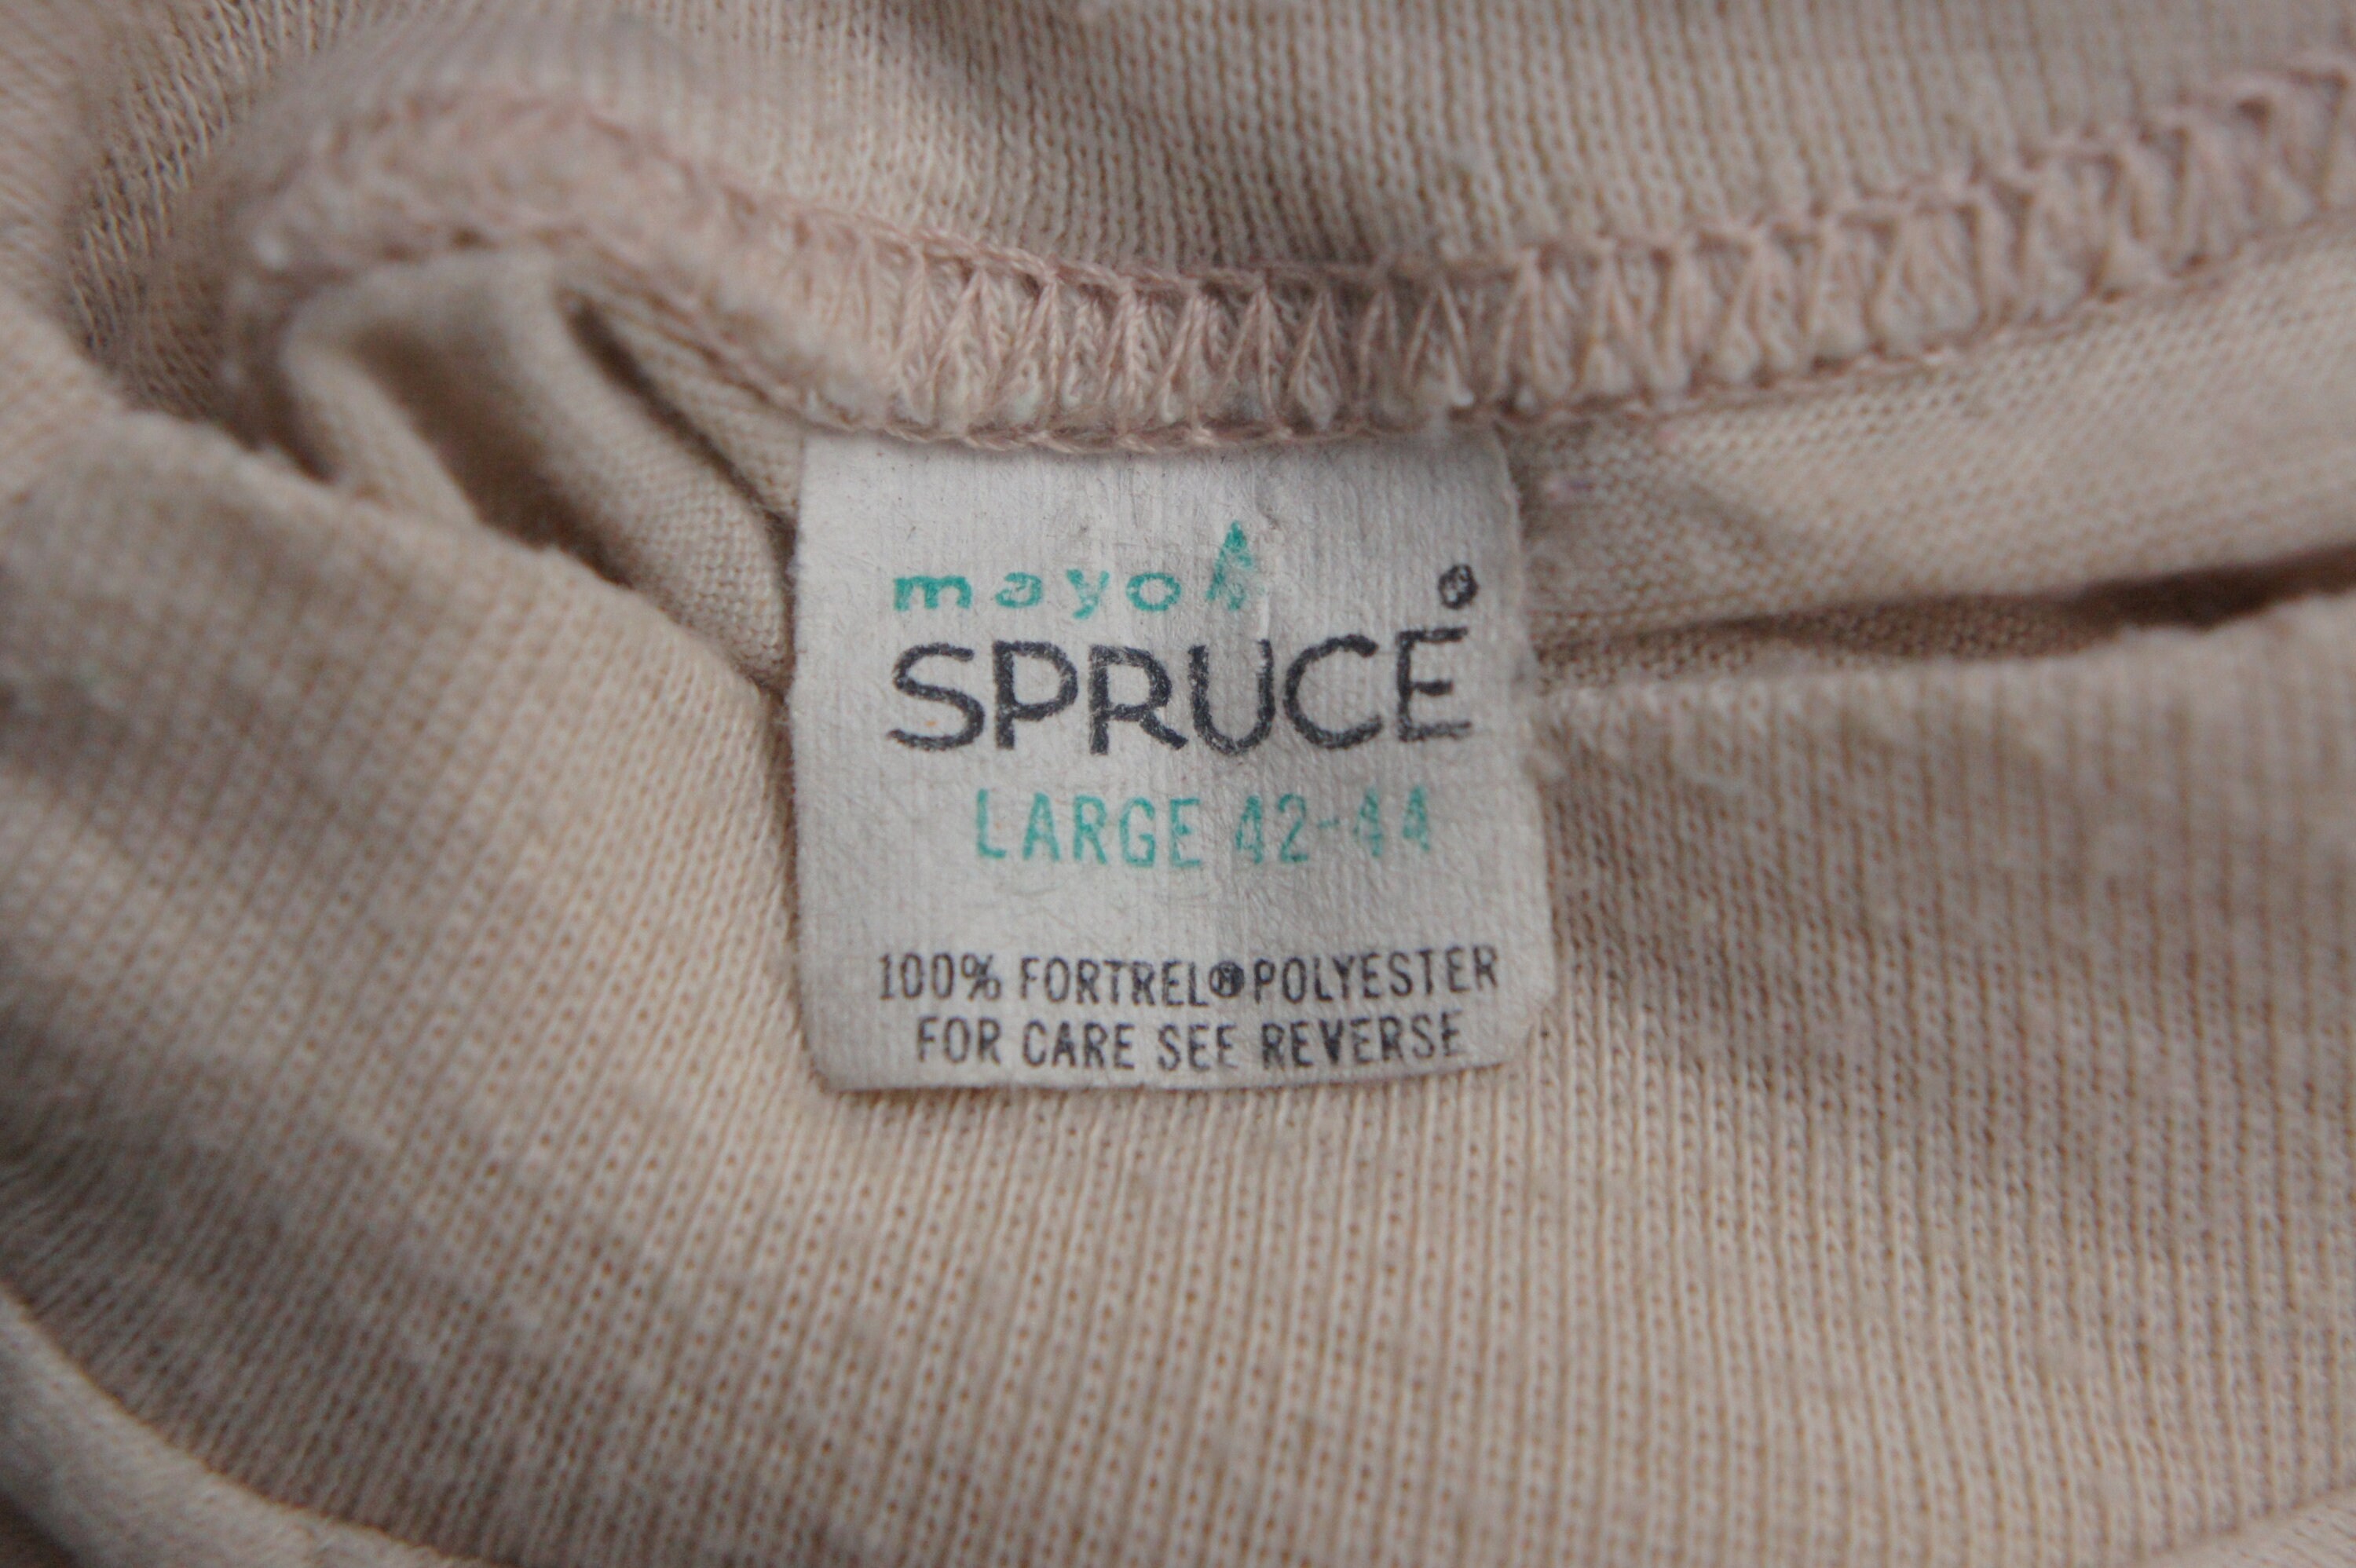 mayo
SPRUCE®
LARGE 42-44
100% FORTREL® POLYESTER
FOR CARE SEE REVERSE